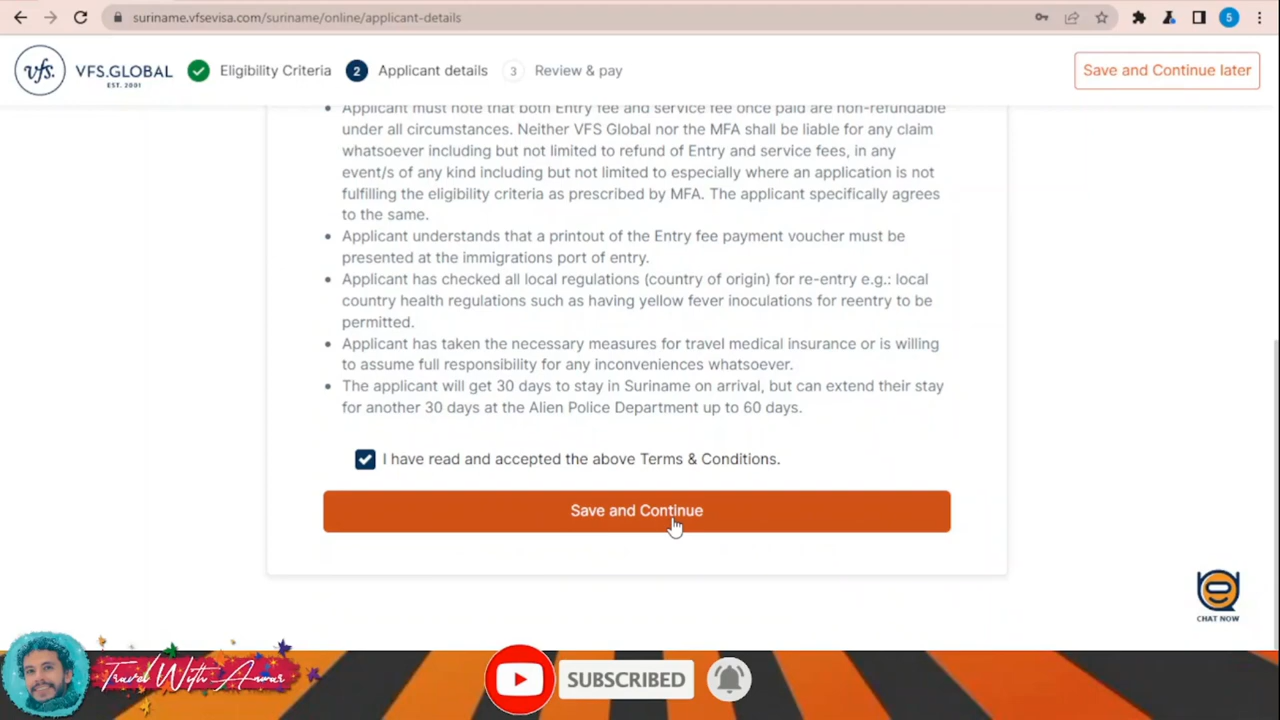 suriname.vfsevisa.com/suriname/online/applicant-details
5
vfs. VFS.GLOBAL
EST. 2001
Eligibility Criteria
2 Applicant details
3 Review & pay
Save and Continue later
• Applicant must note that both Entry fee and service fee once paid are non-refundable
under all circumstances. Neither VFS Global nor the MFA shall be liable for any claim
whatsoever including but not limited to refund of Entry and service fees, in any
event/s of any kind including but not limited to especially where an application is not
fulfilling the eligibility criteria as prescribed by MFA. The applicant specifically agrees
to the same.
• Applicant understands that a printout of the Entry fee payment voucher must be
presented at the immigrations port of entry.
• Applicant has checked all local regulations (country of origin) for re-entry e.g.: local
country health regulations such as having yellow fever inoculations for reentry to be
permitted.
• Applicant has taken the necessary measures for travel medical insurance or is willing
to assume full responsibility for any inconveniences whatsoever.
• The applicant will get 30 days to stay in Suriname on arrival, but can extend their stay
for another 30 days at the Alien Police Department up to 60 days.
I have read and accepted the above Terms & Conditions.
Save and Continue
CHAT NOW
Travel With Anwar
SUBSCRIBED